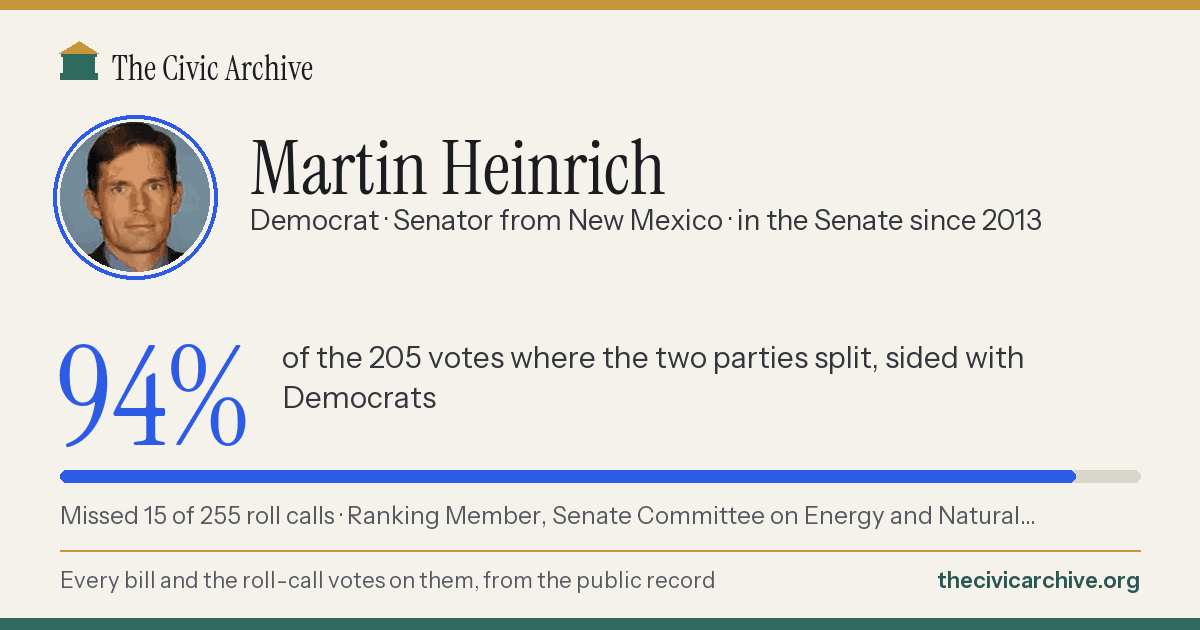 The Civic Archive
Martin Heinrich
Democrat · Senator from New Mexico · in the Senate since 2013
94%
of the 205 votes where the two parties split, sided with
Democrats
Missed 15 of 255 roll calls · Ranking Member, Senate Committee on Energy and Natural...
Every bill and the roll-call votes on them, from the public record
thecivicarchive.org